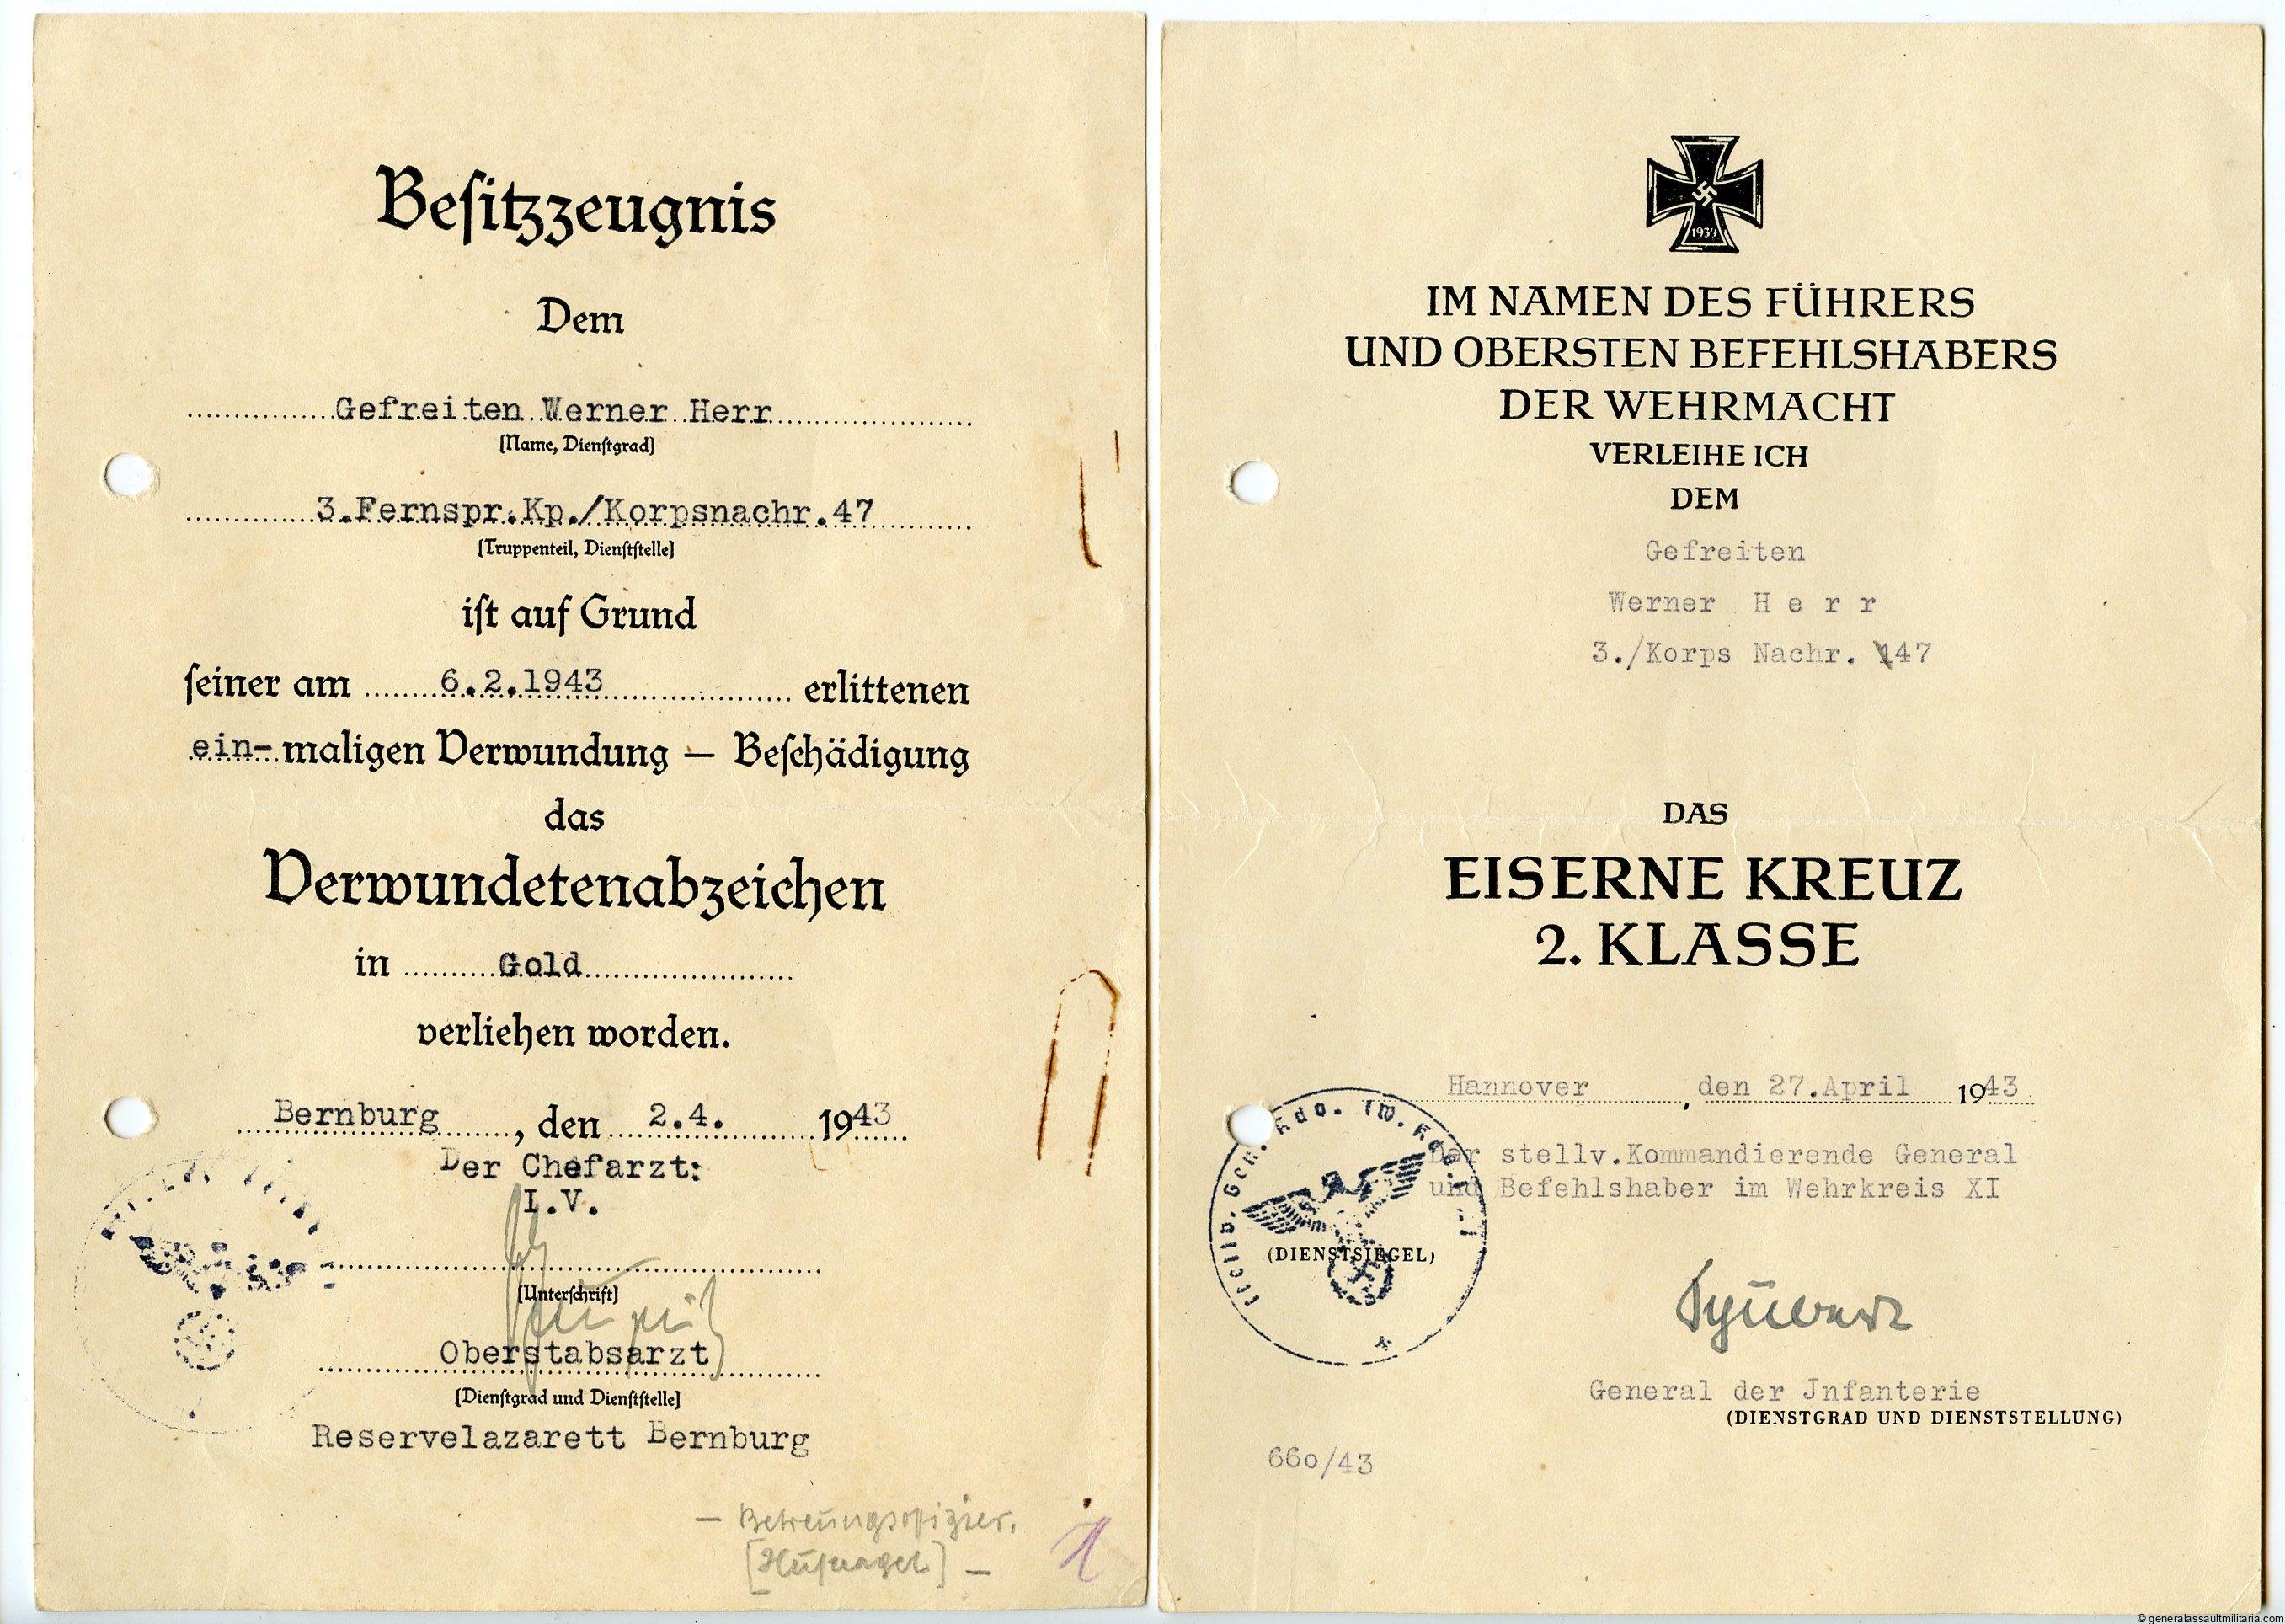 Besitzzeugnis
Dem
Gefreiten Werner Herr
(Name, Dienstgrad)
3.Fernspr.Kp./Korpsnachr.47
(Truppenteil, Dienststelle)
ist auf Grund
seiner am 6.2.1943 erlittenen
ein-maligen Verwundung – Beschädigung
das
Verwundetenabzeichen
in Gold
verliehen worden.
Bernburg, den 2.4. 1943
Der Chefarzt:
I.V.
(Unterschrift)
Oberstabsarzt
(Dienstgrad und Dienststelle)
Reservelazarett Bernburg
– Betreuungsoffizier.
1939
IM NAMEN DES FÜHRERS
UND OBERSTEN BEFEHLSHABERS
DER WEHRMACHT
VERLEIHE ICH
DEM
Gefreiten
Werner Herr
3./Korps Nachr. 47
DAS
EISERNE KREUZ
2. KLASSE
Hannover, den 27.April 1943
Der stellv.Kommandierende General
und Befehlshaber im Wehrkreis XI
(DIENSTSIEGEL)
General der Jnfanterie
(DIENSTGRAD UND DIENSTSTELLUNG)
660/43
© generalassaultmilitaria.com